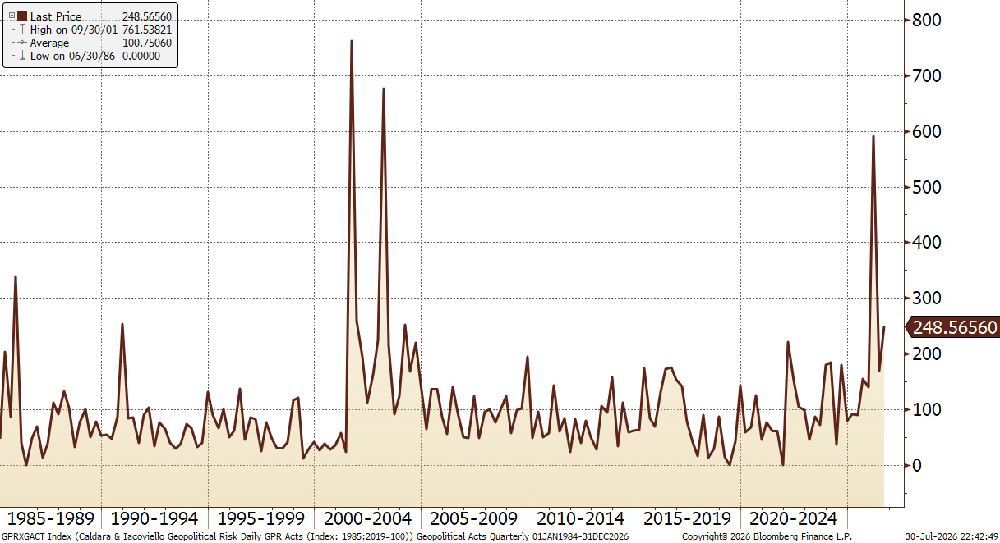 Last Price 248.56560
High on 09/30/01 761.53821
Average 100.75060
Low on 06/30/86 0.00000
800
700
600
500
400
300
248.56560
200
100
0
1985-1989 1990-1994 1995-1999 2000-2004 2005-2009 2010-2014 2015-2019 2020-2024
GPRXGACT Index (Caldara & Iacoviello Geopolitical Risk Daily GPR Acts (Index: 1985:2019=100)) Geopolitical Acts Quarterly 01JAN1984-31DEC2026 Copyright© 2026 Bloomberg Finance L.P. 30-Jul-2026 22:42:49